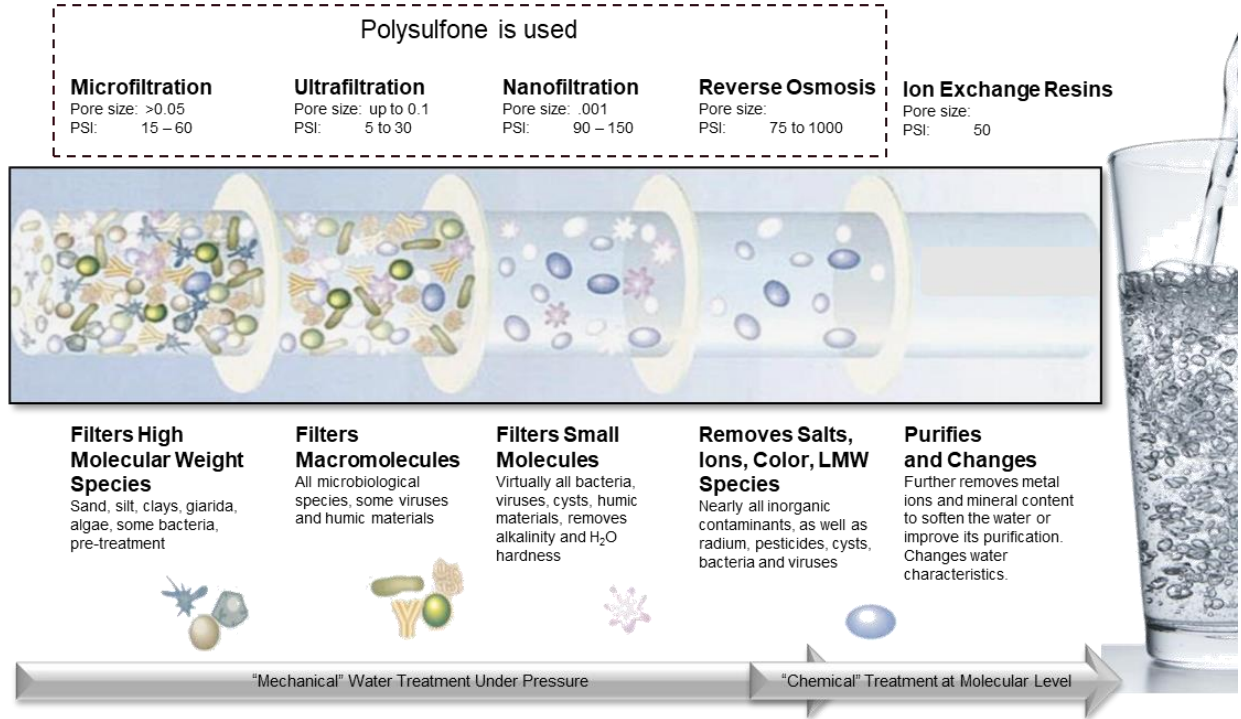 Polysulfone is used
Microfiltration
Pore size: >0.05
PSI: 15 – 60
Ultrafiltration
Pore size: up to 0.1
PSI: 5 to 30
Nanofiltration
Pore size: .001
PSI: 90 – 150
Reverse Osmosis
Pore size:
PSI: 75 to 1000
Ion Exchange Resins
Pore size:
PSI: 50
Filters High
Molecular Weight
Species
Sand, silt, clays, giarida,
algae, some bacteria,
pre-treatment
Filters
Macromolecules
All microbiological
species, some viruses
and humic materials
Filters Small
Molecules
Virtually all bacteria,
viruses, cysts, humic
materials, removes
alkalinity and H₂O
hardness
Removes Salts,
Ions, Color, LMW
Species
Nearly all inorganic
contaminants, as well as
radium, pesticides, cysts,
bacteria and viruses
Purifies
and Changes
Further removes metal
ions and mineral content
to soften the water or
improve its purification.
Changes water
characteristics.
“Mechanical” Water Treatment Under Pressure
“Chemical” Treatment at Molecular Level